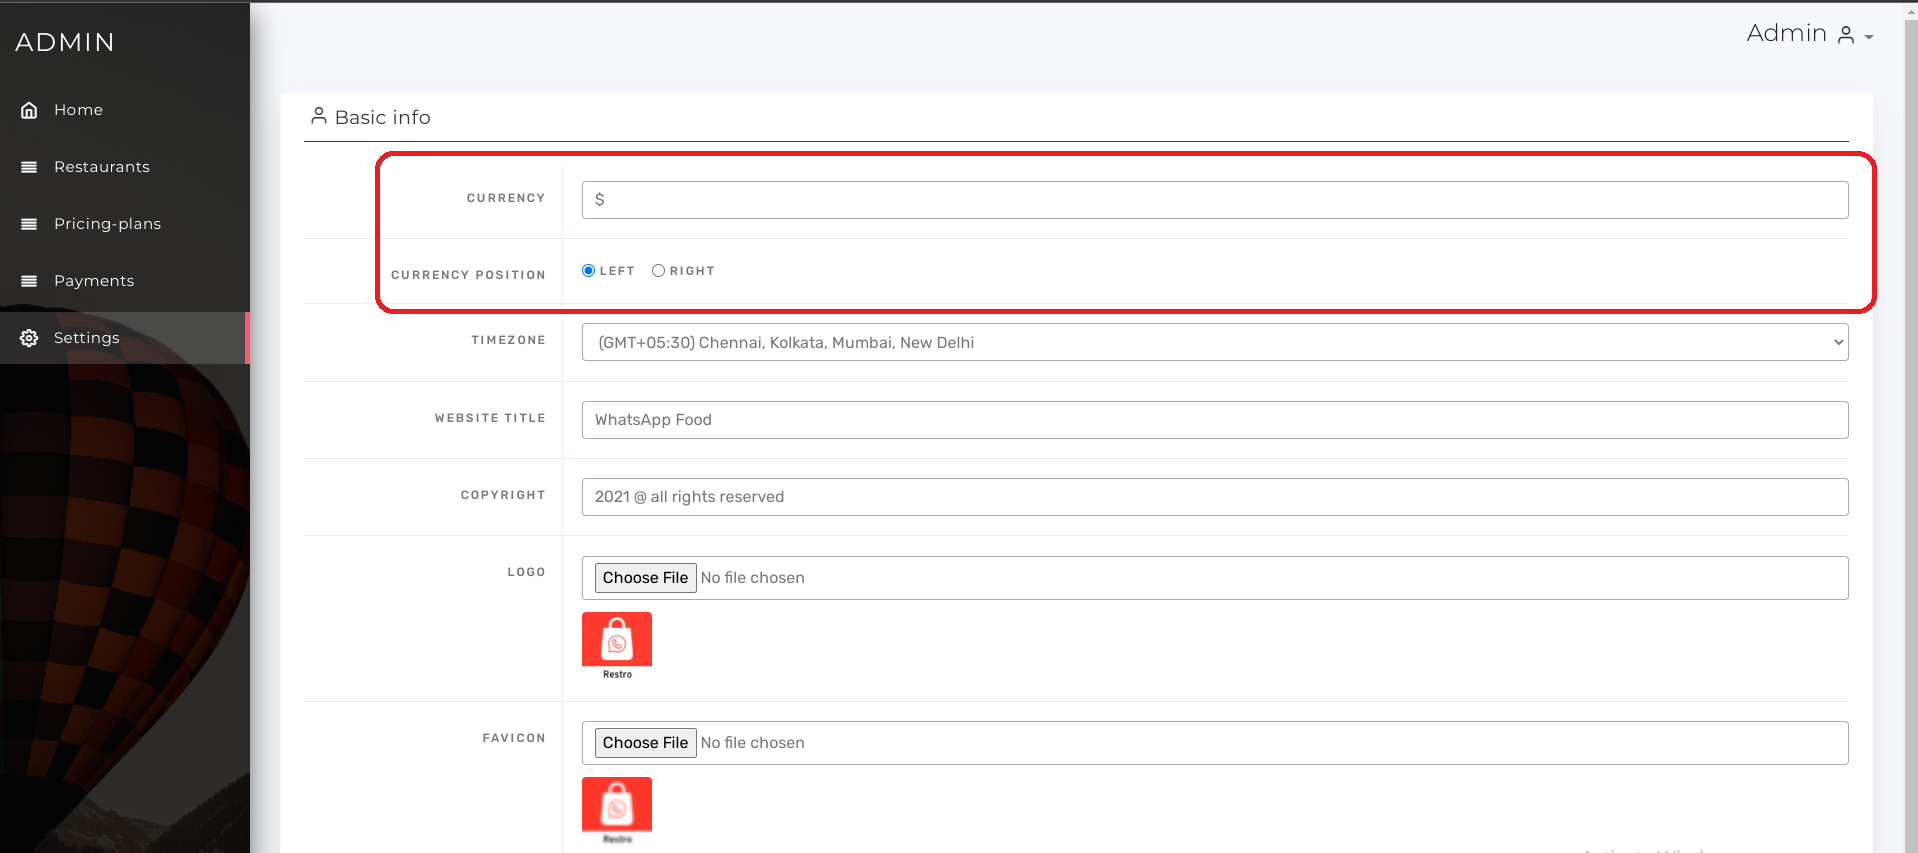 ADMIN
Home
Restaurants
Pricing-plans
Payments
Settings
Admin
Basic info
CURRENCY
$
CURRENCY POSITION
LEFT
RIGHT
TIMEZONE
(GMT+05:30) Chennai, Kolkata, Mumbai, New Delhi
WEBSITE TITLE
WhatsApp Food
COPYRIGHT
2021 @ all rights reserved
LOGO
Choose File No file chosen
Restro
FAVICON
Choose File No file chosen
Restro